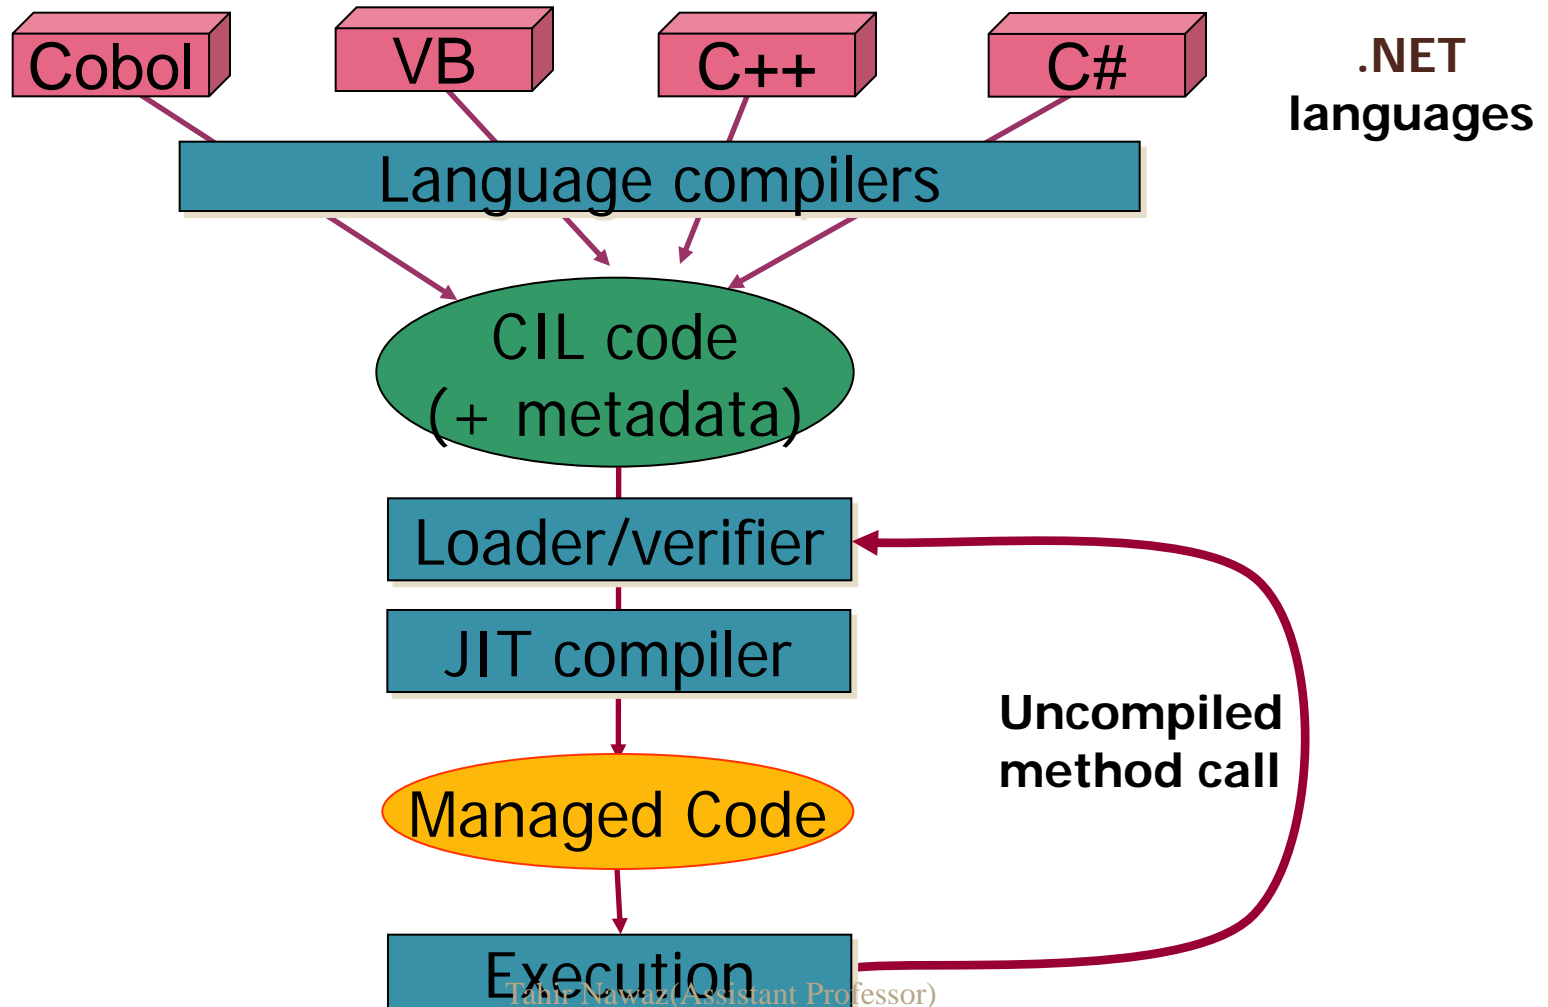 Cobol
VB
C++
C#
.NET
languages
Language compilers
CIL code
(+ metadata)
Loader/verifier
JIT compiler
Uncompiled
method call
Managed Code
Execution
Tahir Nawaz(Assistant Professor)